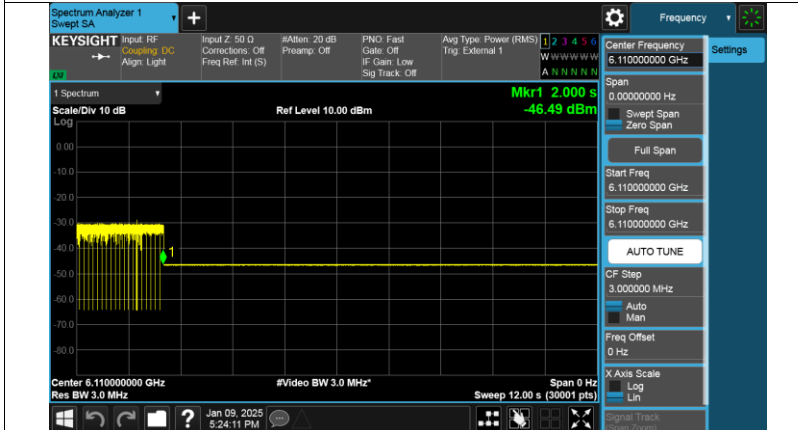 Spectrum Analyzer 1
Swept SA
Frequency
KEYSIGHT
Input: RF
Coupling: DC
Align: Light
Input Z: 50 Ω
Corrections: Off
Freq Ref: Int (S)
#Atten: 20 dB
Preamp: Off
PNO: Fast
Gate: Off
IF Gain: Low
Sig Track: Off
Avg Type: Power (RMS)
Trig: External 1
1 2 3 4 5 6
W W W W W W
A N N N N N
LXI
1 Spectrum
Scale/Div 10 dB
Ref Level 10.00 dBm
Mkr1 2.000 s
-46.49 dBm
Log
0.00
-10.0
-20.0
-30.0
-40.0
-50.0
-60.0
-70.0
-80.0
1
Center 6.110000000 GHz
Res BW 3.0 MHz
#Video BW 3.0 MHz*
Span 0 Hz
Sweep 12.00 s (30001 pts)
Jan 09, 2025
5:24:11 PM
Center Frequency
6.110000000 GHz
Span
0.00000000 Hz
Swept Span
Zero Span
Full Span
Start Freq
6.110000000 GHz
Stop Freq
6.110000000 GHz
AUTO TUNE
CF Step
3.000000 MHz
Auto
Man
Freq Offset
0 Hz
X Axis Scale
Log
Lin
Signal Track
(Span Zoom)
Settings